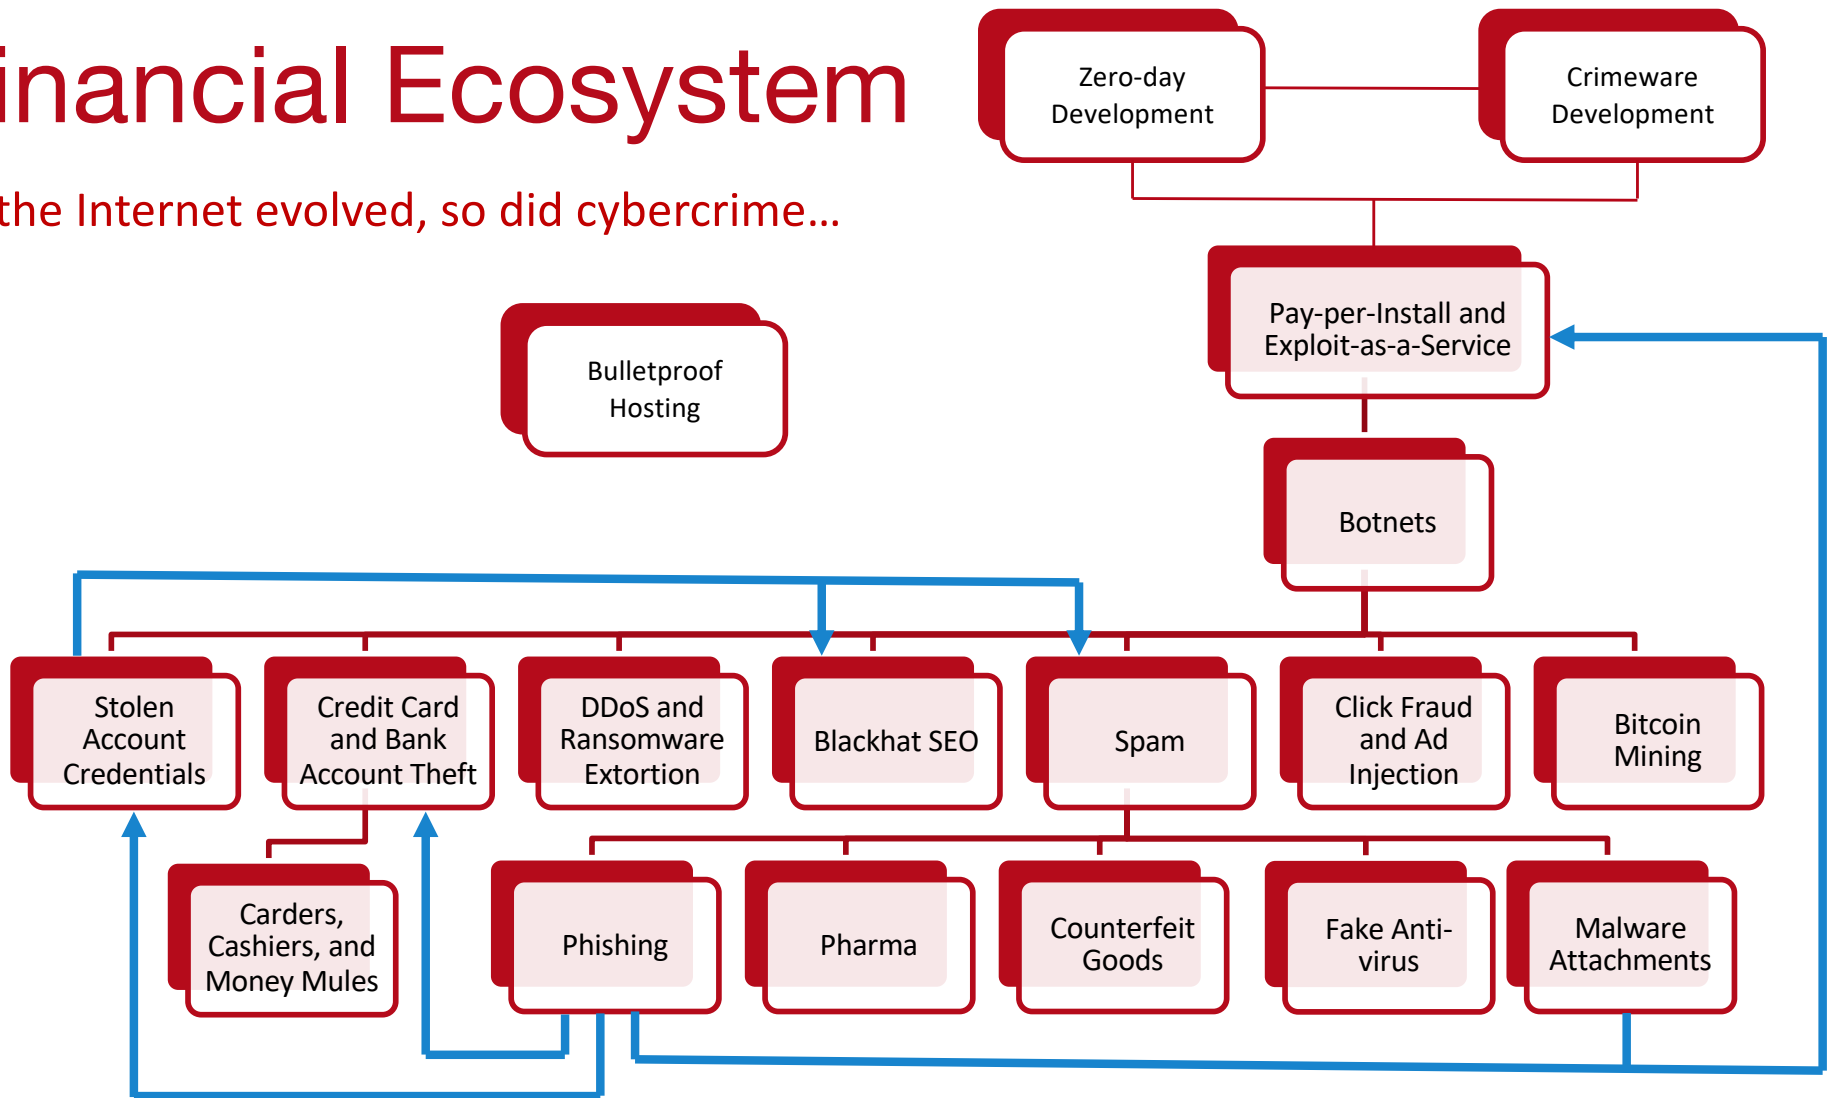 inancial Ecosystem
the Internet evolved, so did cybercrime…
Zero-day
Development
Crimeware
Development
Pay-per-Install and
Exploit-as-a-Service
Bulletproof
Hosting
Botnets
Stolen
Account
Credentials
Credit Card
and Bank
Account Theft
DDoS and
Ransomware
Extortion
Blackhat SEO
Spam
Click Fraud
and Ad
Injection
Bitcoin
Mining
Carders,
Cashiers, and
Money Mules
Phishing
Pharma
Counterfeit
Goods
Fake Anti-
virus
Malware
Attachments